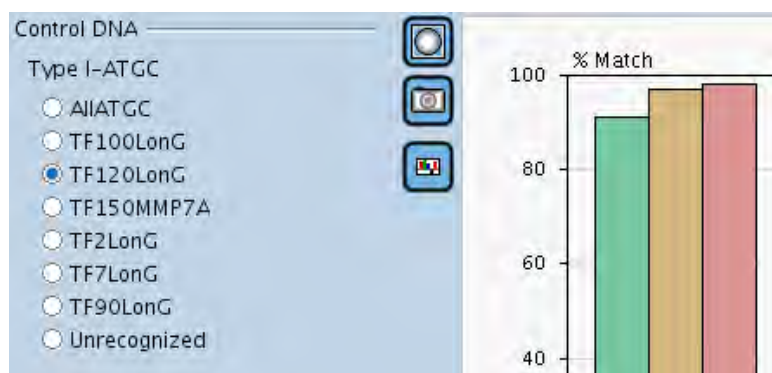 Control DNA
Type I-ATGC
AllATGC
TF100LonG
TF120LonG
TF150MMP7A
TF2LonG
TF7LonG
TF90LonG
Unrecognized
% Match
100
80
60
40